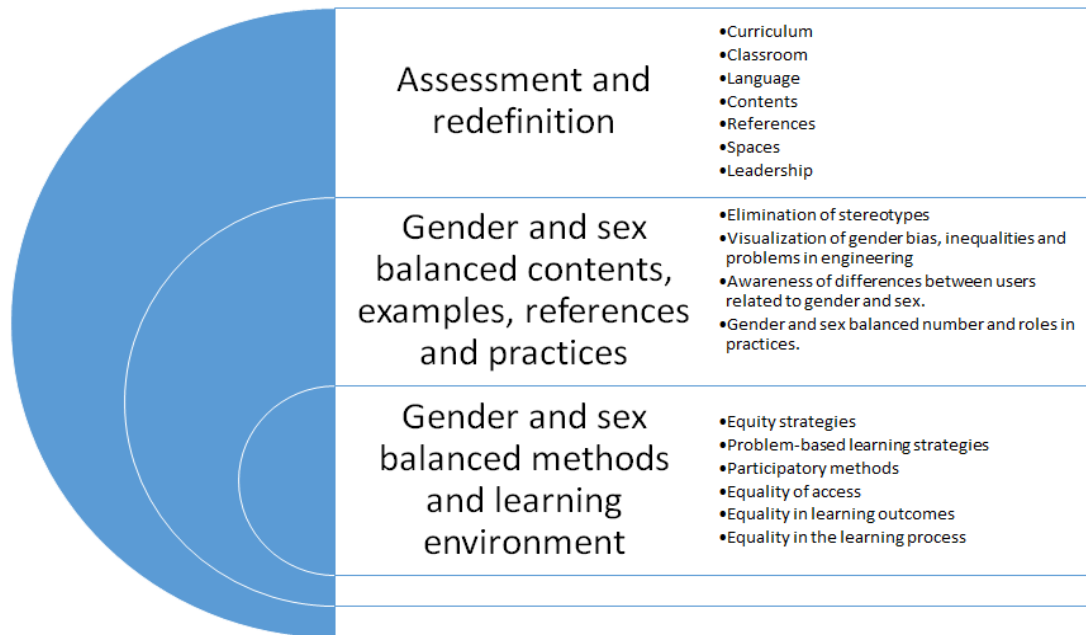 Assessment and
redefinition
•Curriculum
•Classroom
•Language
•Contents
•References
•Spaces
•Leadership
Gender and sex
balanced contents,
examples, references
and practices
•Elimination of stereotypes
•Visualization of gender bias, inequalities and
problems in engineering
•Awareness of differences between users
related to gender and sex.
•Gender and sex balanced number and roles in
practices.
Gender and sex
balanced methods
and learning
environment
•Equity strategies
•Problem-based learning strategies
•Participatory methods
•Equality of access
•Equality in learning outcomes
•Equality in the learning process